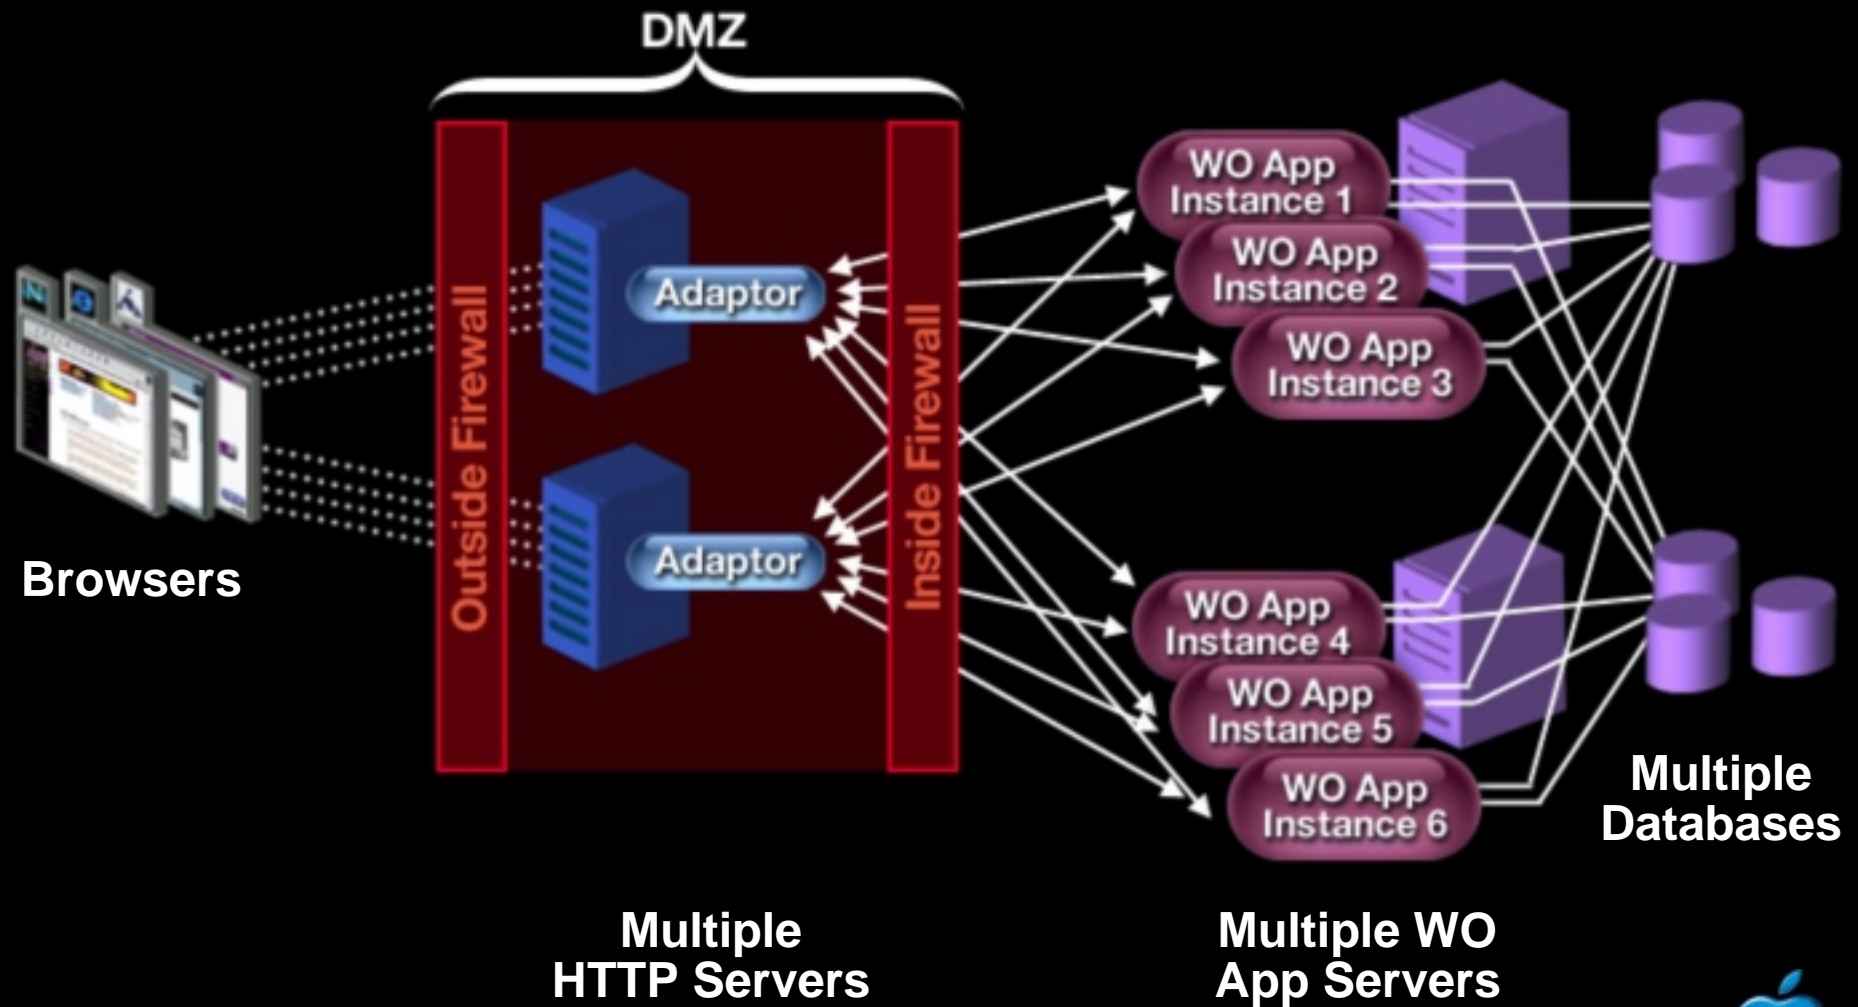 DMZ
Outside Firewall
Inside Firewall
Adaptor
Adaptor
WO App
Instance 1
WO App
Instance 2
WO App
Instance 3
WO App
Instance 4
WO App
Instance 5
WO App
Instance 6
Browsers
Multiple
Databases
Multiple
HTTP Servers
Multiple WO
App Servers